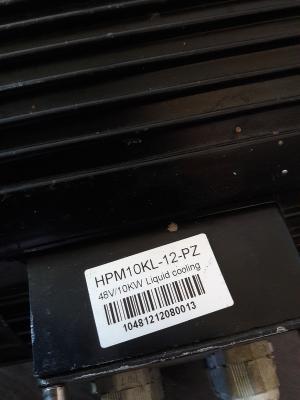 HPM10KL-12-PZ
48V/10KW Liquid cooling
10481212080013